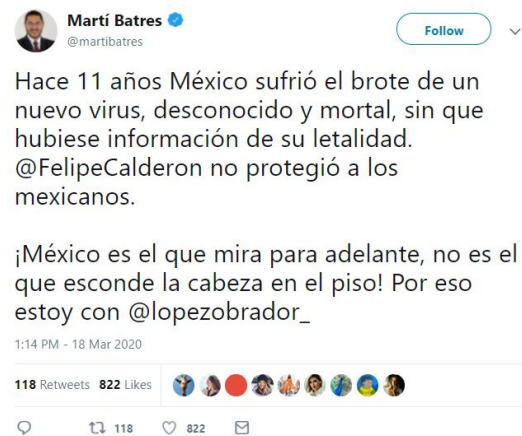 Martí Batres
@martibatres
Follow
Hace 11 años México sufrió el brote de un
nuevo virus, desconocido y mortal, sin que
hubiese información de su letalidad.
@FelipeCalderon no protegió a los
mexicanos.
¡México es el que mira para adelante, no es el
que esconde la cabeza en el piso! Por eso
estoy con @lopezobrador_
1:14 PM - 18 Mar 2020
118 Retweets 822 Likes
118 822